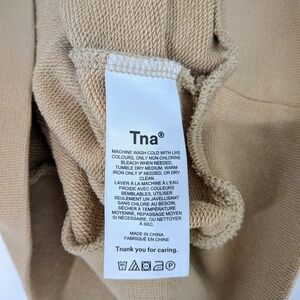 Tna®
MACHINE WASH COLD WITH LIKE
COLOURS, ONLY NON-CHLORINE
BLEACH WHEN NEEDED,
TUMBLE DRY MEDIUM, WARM
IRON ONLY IF NEEDED, OR DRY
CLEAN.
LAVER À LA MACHINE À L'EAU
FROIDE AVEC COULEURS
SEMBLABLES, UTILISER
SEULEMENT UN JAVELLISANT
SANS CHLORE AU BESOIN,
SÉCHER À TEMPÉRATURE
MOYENNE, REPASSAGE MOYEN
SI NÉCESSAIRE, OU NETTOYER
À SEC.
MADE IN CHINA
FABRIQUÉ EN CHINE
Tnank you for caring.